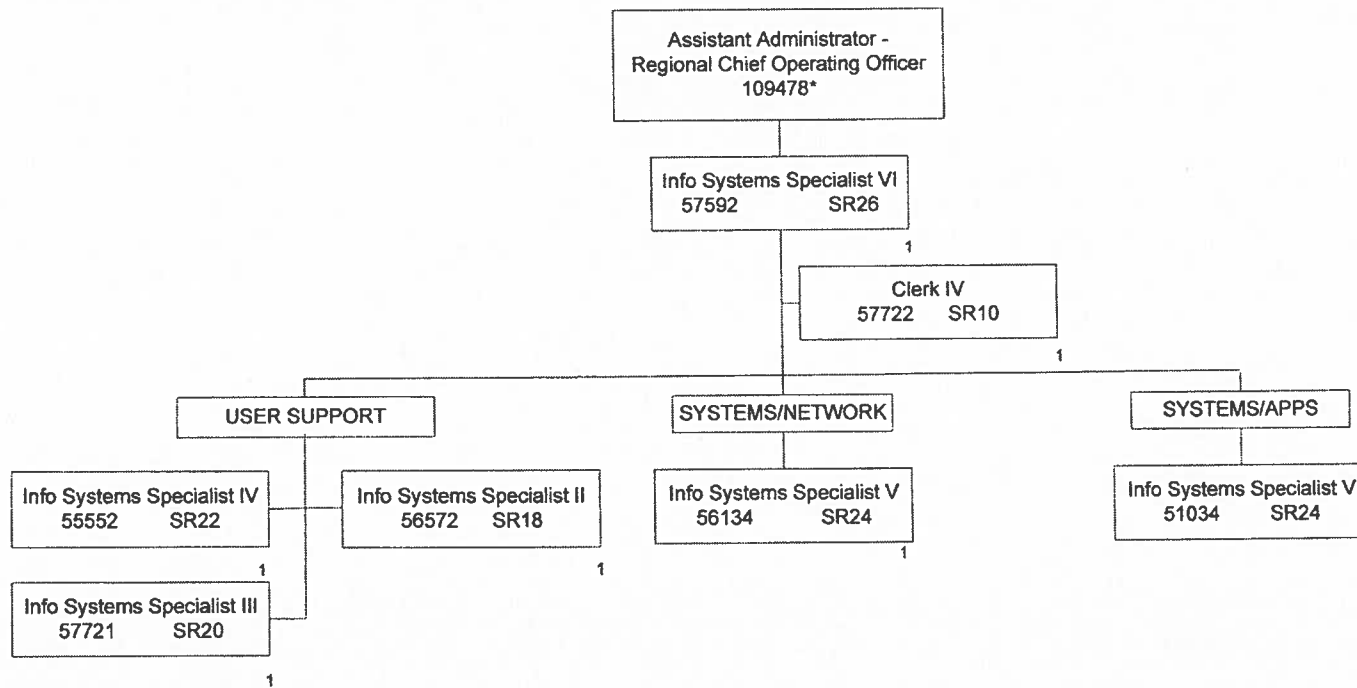 Assistant Administrator -
Regional Chief Operating Officer
109478*
Info Systems Specialist VI
57592 SR26
1
Clerk IV
57722 SR10
1
USER SUPPORT
SYSTEMS/NETWORK
SYSTEMS/APPS
Info Systems Specialist IV
55552 SR22
1
Info Systems Specialist II
56572 SR18
1
Info Systems Specialist V
56134 SR24
1
Info Systems Specialist V
51034 SR24
Info Systems Specialist III
57721 SR20
1